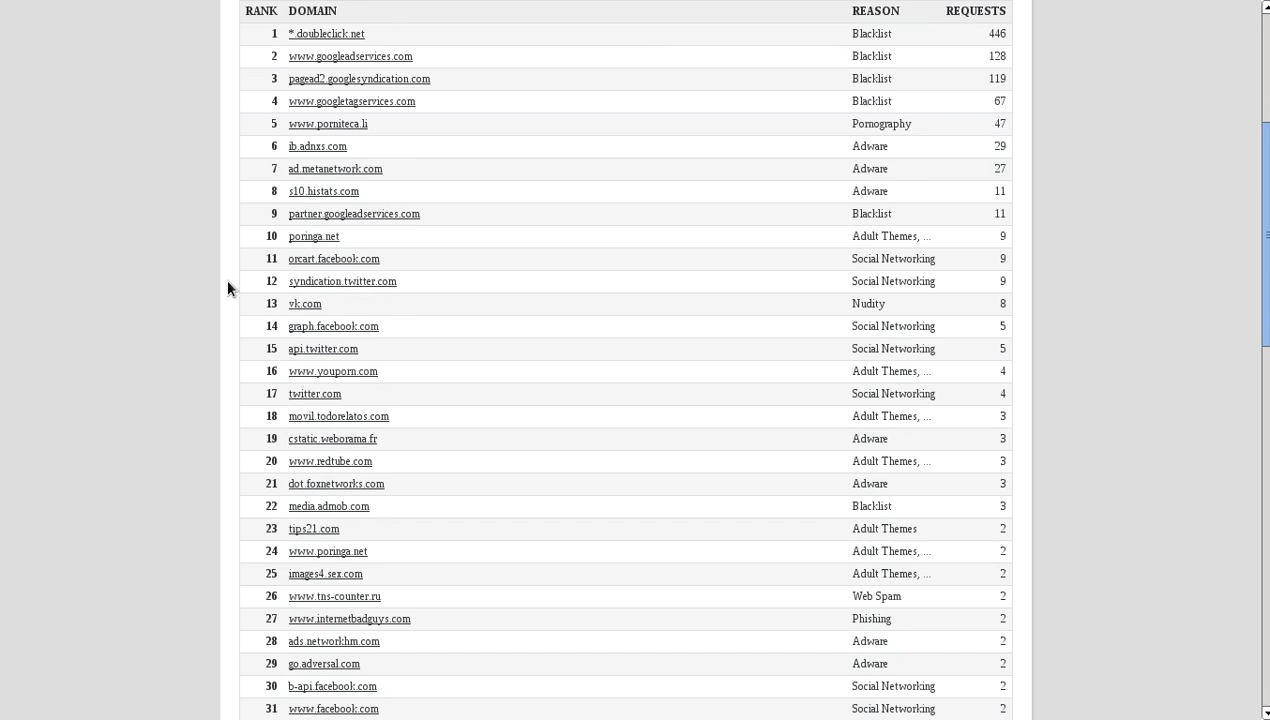 RANK DOMAIN REASON REQUESTS
1 *.doubleclick.net Blacklist 446
2 www.googleadservices.com Blacklist 128
3 pagead2.googlesyndication.com Blacklist 119
4 www.googletagservices.com Blacklist 67
5 www.porniteca.li Pornography 47
6 ib.adnxs.com Adware 29
7 ad.metanetwork.com Adware 27
8 s10.histats.com Adware 11
9 partner.googleadservices.com Blacklist 11
10 poringa.net Adult Themes, ... 9
11 orcart.facebook.com Social Networking 9
12 syndication.twitter.com Social Networking 9
13 vk.com Nudity 8
14 graph.facebook.com Social Networking 5
15 api.twitter.com Social Networking 5
16 www.youporn.com Adult Themes, ... 4
17 twitter.com Social Networking 4
18 movil.todorelatos.com Adult Themes, ... 3
19 cstatic.weborama.fr Adware 3
20 www.redtube.com Adult Themes, ... 3
21 dot.foxnetworks.com Adware 3
22 media.admob.com Blacklist 3
23 tips21.com Adult Themes 2
24 www.poringa.net Adult Themes, ... 2
25 images4.sex.com Adult Themes, ... 2
26 www.tns-counter.ru Web Spam 2
27 www.internetbadguys.com Phishing 2
28 ads.networkhm.com Adware 2
29 go.adversal.com Adware 2
30 b-api.facebook.com Social Networking 2
31 www.facebook.com Social Networking 2